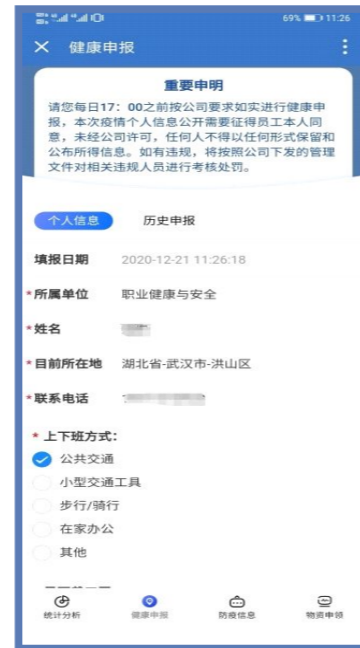 69% 11:26
× 健康申报
重要申明
请您每日17：00之前按公司要求如实进行健康申
报，本次疫情个人信息公开需要征得员工本人同
意，未经公司许可，任何人不得以任何形式保留和
公布所得信息。如有违规，将按照公司下发的管理
文件对相关违规人员进行考核处罚。
个人信息 历史申报
填报日期 2020-12-21 11:26:18
*所属单位 职业健康与安全
*姓名
*目前所在地 湖北省-武汉市-洪山区
*联系电话
* 上下班方式：
公共交通
小型交通工具
步行/骑行
在家办公
其他
统计分析 健康申报 防疫信息 物资申领